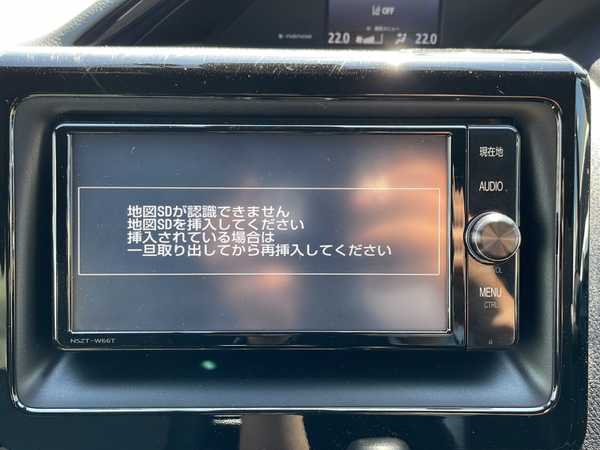 OFF
22.0
22.0
現在地
AUDIO
地図SDが認識できません
地図SDを挿入してください
挿入されている場合は
一旦取り出してから再挿入してください
VOL
MENU
CTRL
NSZT-W66T